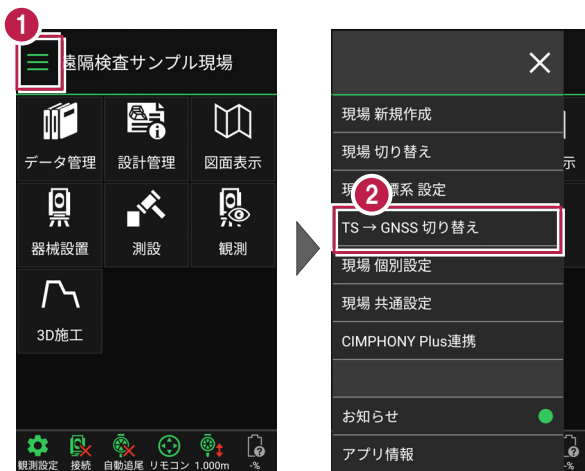 1
遠隔検査サンプル現場
データ管理
設計管理
図面表示
器械設置
測設
観測
3D施工
観測設定
接続
自動追尾
リモコン
1.000m
-%
現場 新規作成
現場 切り替え
2
TS → GNSS 切り替え
現場 個別設定
現場 共通設定
CIMPHONY Plus連携
お知らせ
アプリ情報
示
-%